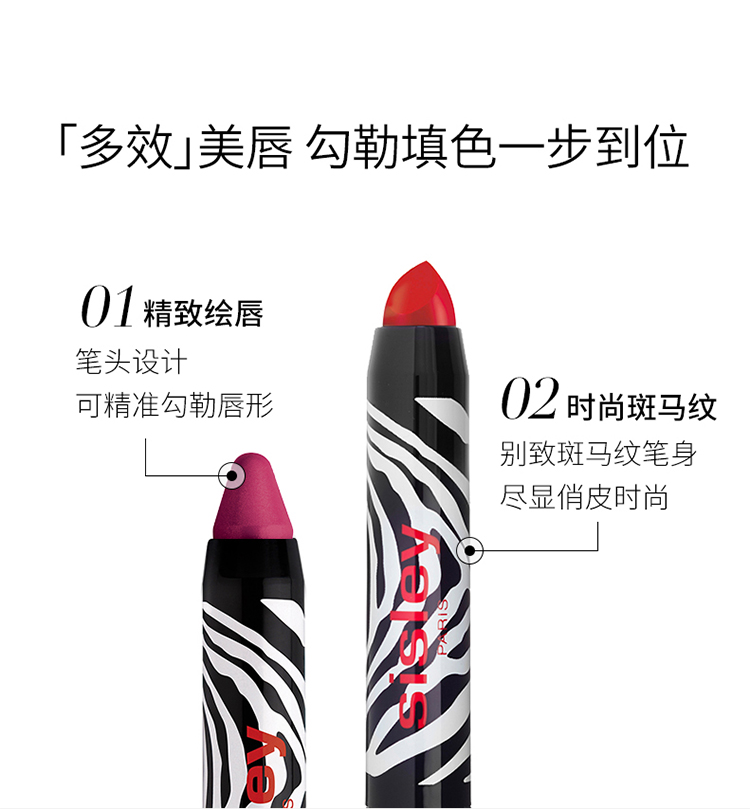 「多效」美唇 勾勒填色一步到位
01 精致绘唇
笔头设计
可精准勾勒唇形
02 时尚斑马纹
别致斑马纹笔身
尽显俏皮时尚
sisley
PARIS
ey